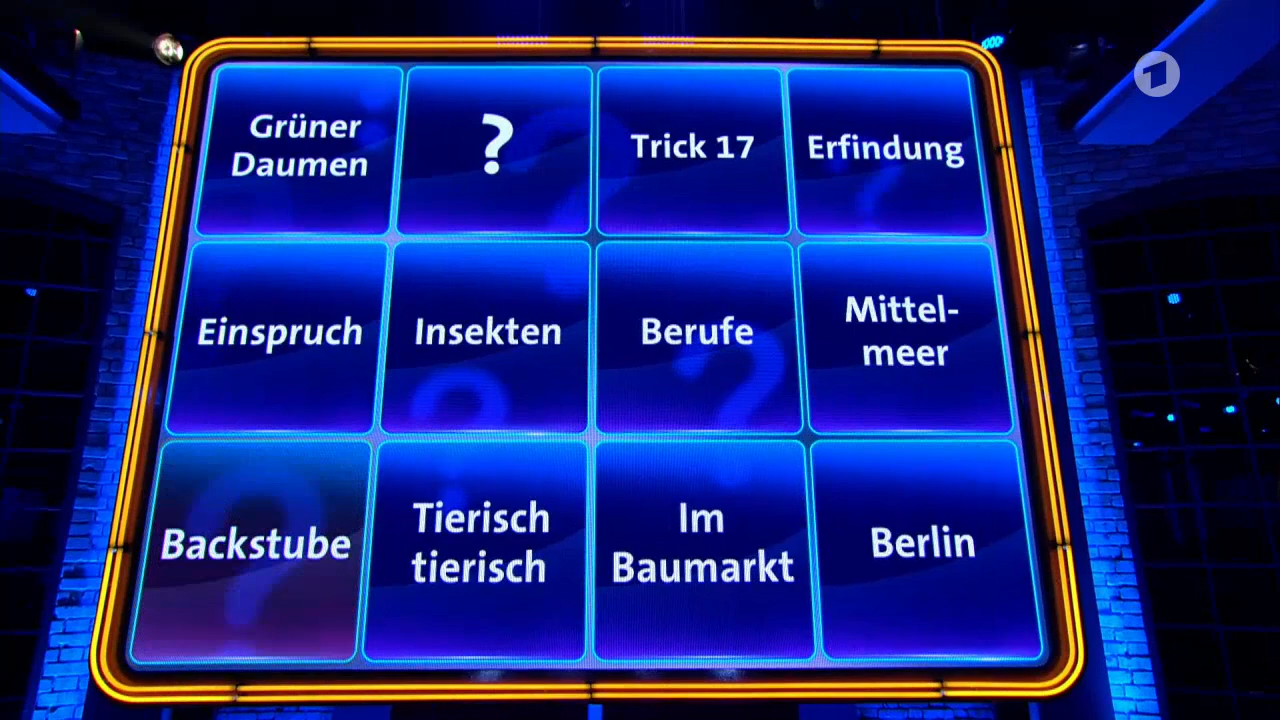 Grüner
Daumen
?
Trick 17
Erfindung
Einspruch
Insekten
Berufe
Mittel-
meer
Backstube
Tierisch
tierisch
Im
Baumarkt
Berlin
1